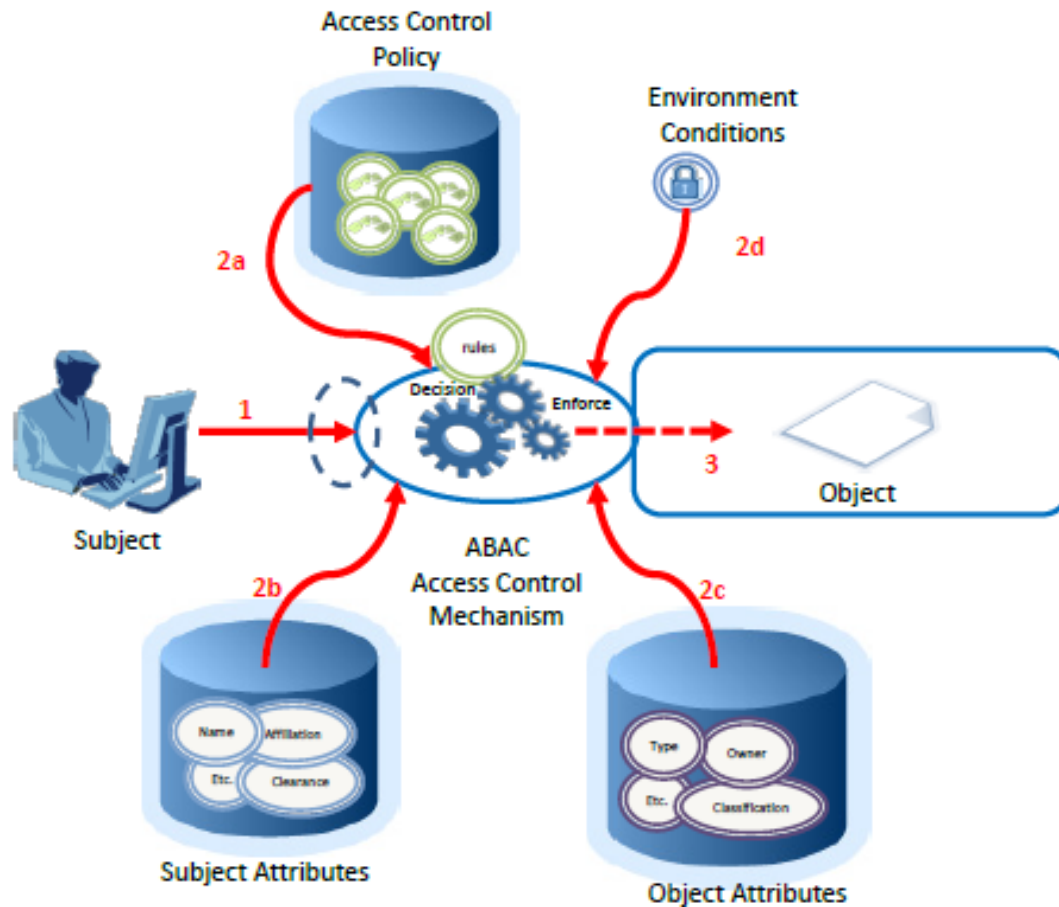 Access Control
Policy
Environment
Conditions
2a
2d
rules
Decision
Enforce
1
3
Subject
Object
ABAC
Access Control
Mechanism
2b
2c
Name
Affiliation
Etc.
Clearance
Type
Owner
Etc.
Classification
Subject Attributes
Object Attributes